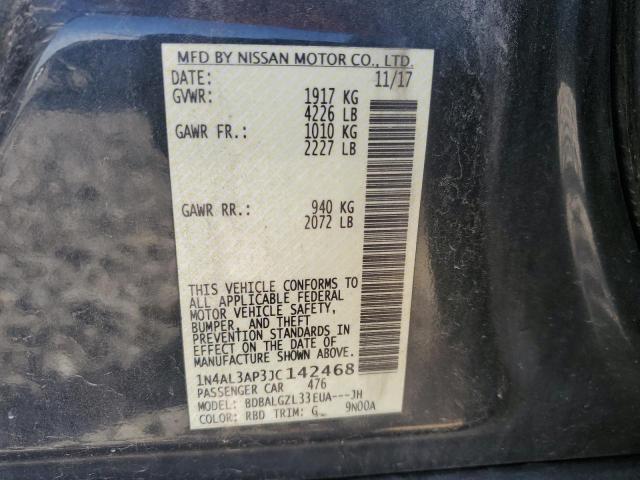 MFD BY NISSAN MOTOR CO., LTD.
DATE: 11/17
GVWR: 1917 KG
4226 LB
GAWR FR.: 1010 KG
2227 LB
GAWR RR.: 940 KG
2072 LB
THIS VEHICLE CONFORMS TO
ALL APPLICABLE FEDERAL
MOTOR VEHICLE SAFETY,
BUMPER, AND THEFT
PREVENTION STANDARDS IN
EFFECT ON THE DATE OF
MANUFACTURE SHOWN ABOVE.
1N4AL3AP3JC142468
PASSENGER CAR 476
MODEL: BDBALGZL33EUA---JH
COLOR: RBD TRIM: G 9N00A